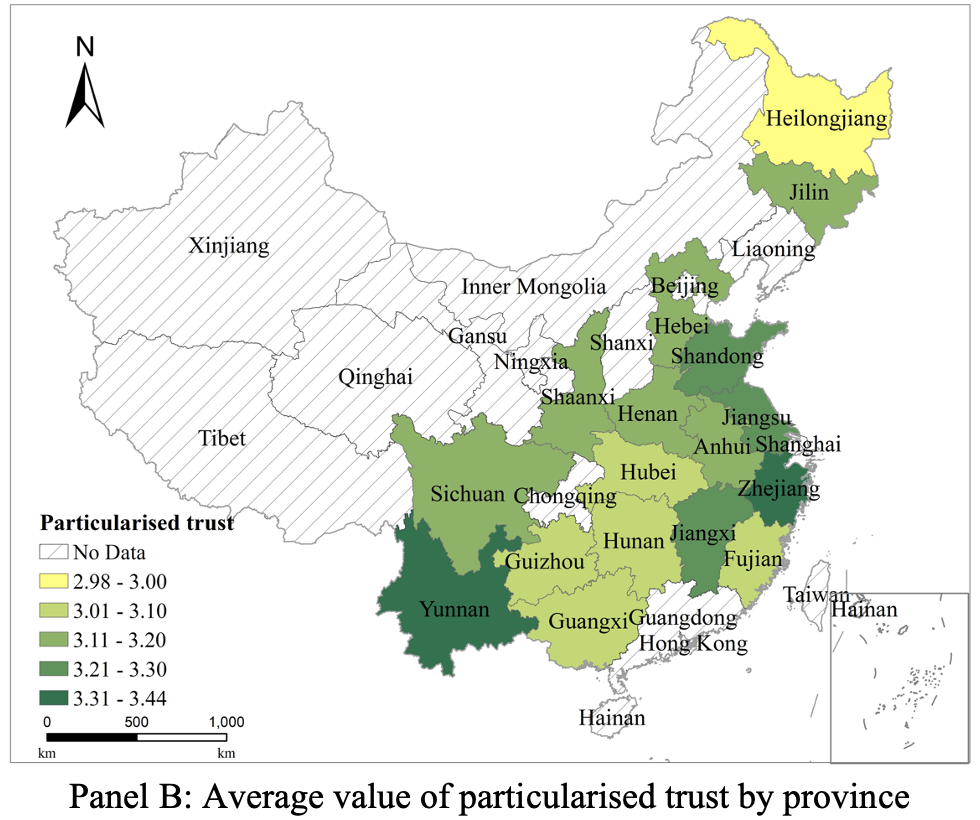 N
Heilongjiang
Jilin
Xinjiang
Liaoning
Inner Mongolia
Beijing
Gansu
Hebei
Shanxi
Ningxia
Shandong
Qinghai
Shaanxi
Henan
Jiangsu
Tibet
Anhui
Shanghai
Hubei
Sichuan
Chongqing
Zhejiang
Particularised trust
No Data
2.98 - 3.00
3.01 - 3.10
3.11 - 3.20
3.21 - 3.30
3.31 - 3.44
Jiangxi
Hunan
Guizhou
Fujian
Yunnan
Guangxi
Guangdong
Taiwan
Hainan
Hong Kong
Hainan
0 500 1,000
km km
Panel B: Average value of particularised trust by province